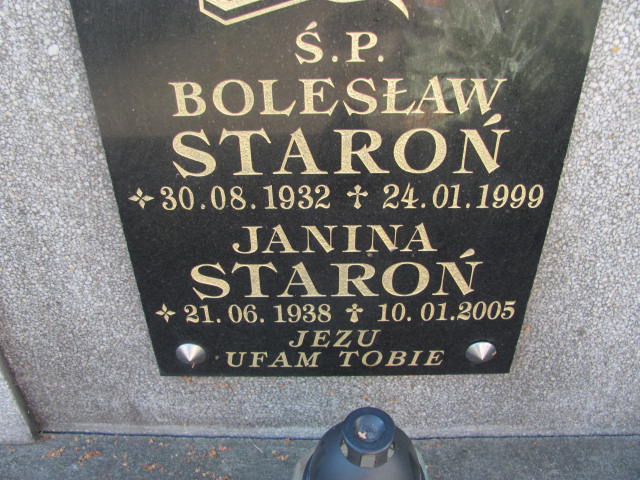 Ś.P.
BOLESŁAW
STAROŃ
30.08.1932 ✝ 24.01.1999
JANINA
STAROŃ
21.06.1938 ✝ 10.01.2005
JEZU
UFAM TOBIE